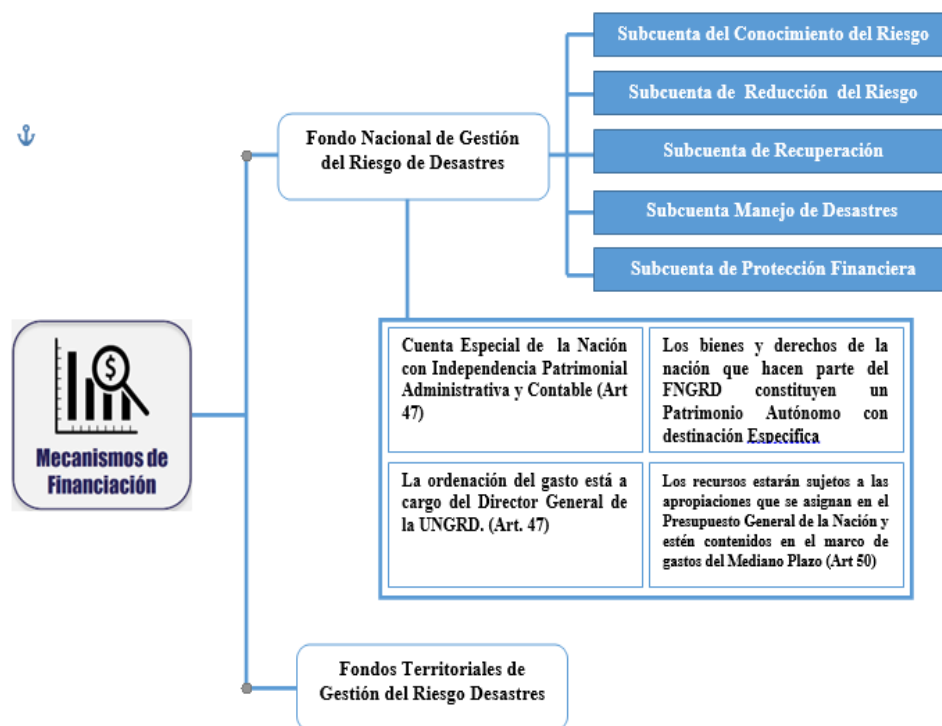 Subcuenta del Conocimiento del Riesgo
Subcuenta de Reducción del Riesgo
Fondo Nacional de Gestión
del Riesgo de Desastres
Subcuenta de Recuperación
Subcuenta Manejo de Desastres
Subcuenta de Protección Financiera
Cuenta Especial de la Nación
con Independencia Patrimonial
Administrativa y Contable (Art
47)
Los bienes y derechos de la
nación que hacen parte del
FNGRD constituyen un
Patrimonio Autónomo con
destinación Especifica
$
Mecanismos de
Financiación
La ordenación del gasto está a
cargo del Director General de
la UNGRD. (Art. 47)
Los recursos estarán sujetos a las
apropiaciones que se asignan en el
Presupuesto General de la Nación y
estén contenidos en el marco de
gastos del Mediano Plazo (Art 50)
Fondos Territoriales de
Gestión del Riesgo Desastres